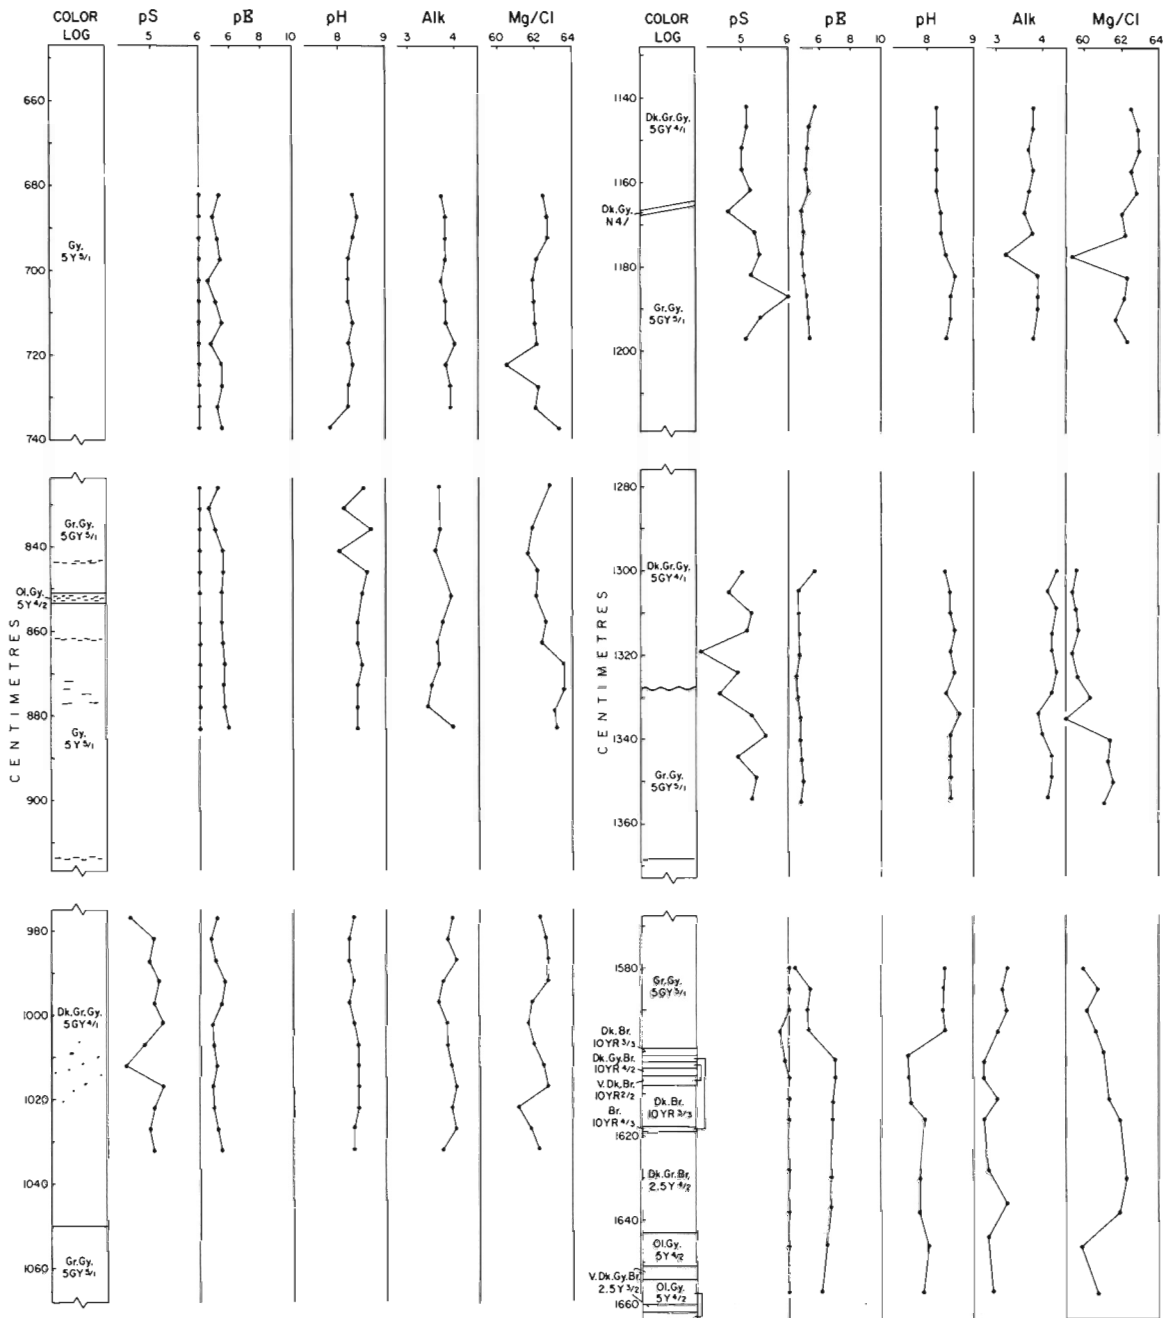 COLOR LOG
pS
pE
pH
Alk
Mg/Cl
5 6 6 8 10 8 9 3 4 60 62 64
660
680
Gy.
5Y 5/1
700
720
740
Gr.Gy.
5GY 5/1
840
Ol.Gy.
5Y 4/2
860
880
Gy.
5Y 5/1
900
CENTIMETRES
980
Dk.Gr.Gy.
5GY 4/1
1000
1020
1040
Gr.Gy.
5GY 5/1
1060
COLOR LOG
pS
pE
pH
Alk
Mg/Cl
5 6 6 8 10 8 9 3 4 60 62 64
1140
Dk.Gr.Gy.
5GY 4/1
1160
Dk.Gy.
N 4/
1180
Gr.Gy.
5GY 5/1
1200
1280
Dk.Gr.Gy.
5GY 4/1
1300
1320
1340
Gr.Gy.
5GY 5/1
1360
CENTIMETRES
1580
Gr.Gy.
5GY 5/1
Dk.Br.
10YR 3/3
Dk.Gy.Br.
10YR 4/2
V.Dk.Br.
10YR 2/2
Dk.Br.
10YR 3/3
Br.
10YR 4/3
1620
Dk.Gr.Br.
2.5Y 4/2
1640
Ol.Gy.
5Y 4/2
V.Dk.Gy.Br.
2.5Y 3/2
Ol.Gy.
5Y 4/2
1660